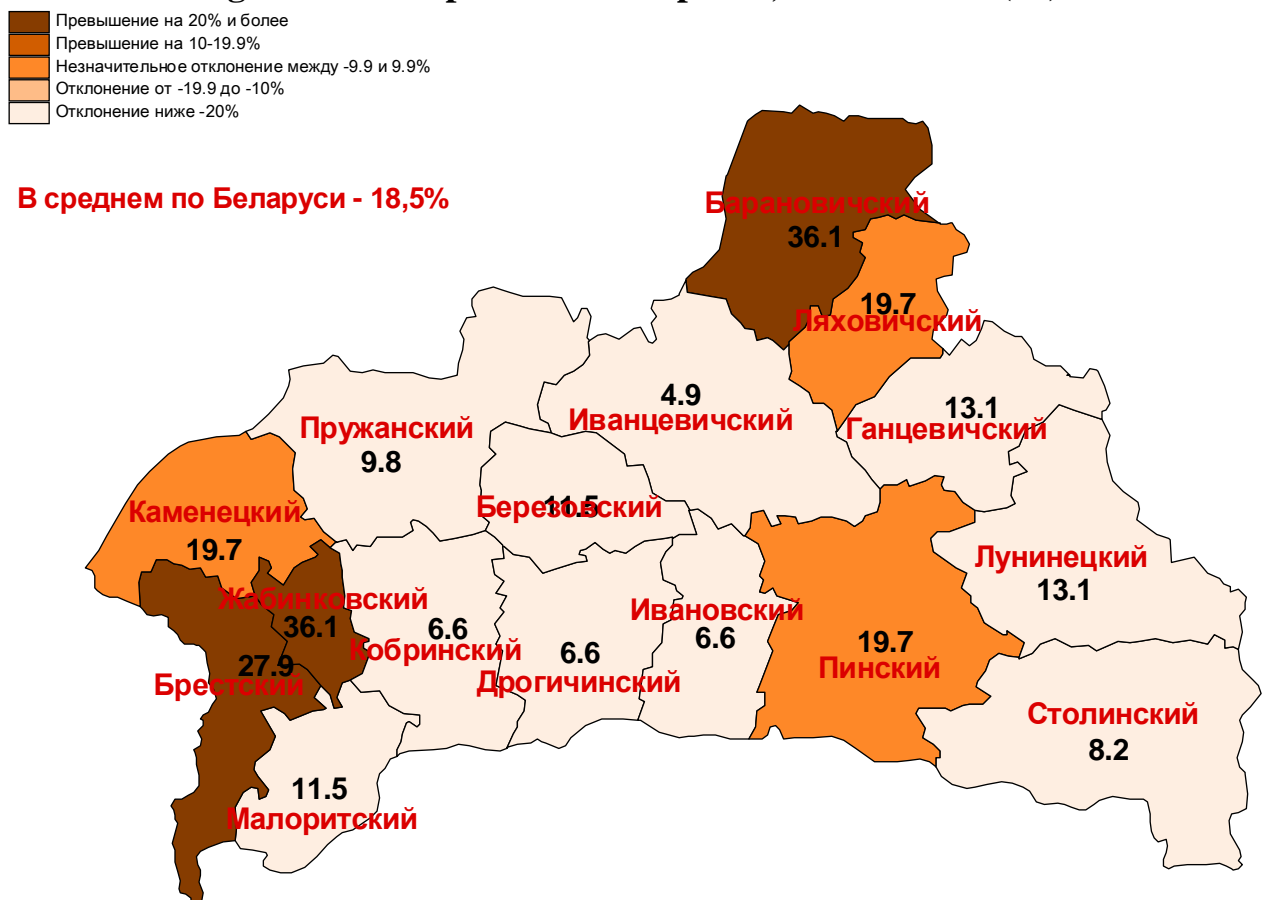 Превышение на 20% и более
Превышение на 10-19.9%
Незначительное отклонение между -9.9 и 9.9%
Отклонение от -19.9 до -10%
Отклонение ниже -20%
В среднем по Беларуси - 18,5%
Барановичский
36.1
19.7
Ляховичский
4.9
Иванцевичский
13.1
Ганцевичский
Пружанский
9.8
Каменецкий
19.7
Березовский
11.5
Лунинецкий
13.1
Жабинковский
36.1
Кобринский
6.6
6.6
Дрогичинский
Ивановский
6.6
19.7
Пинский
27.9
Брестский
Столинский
8.2
11.5
Малоритский